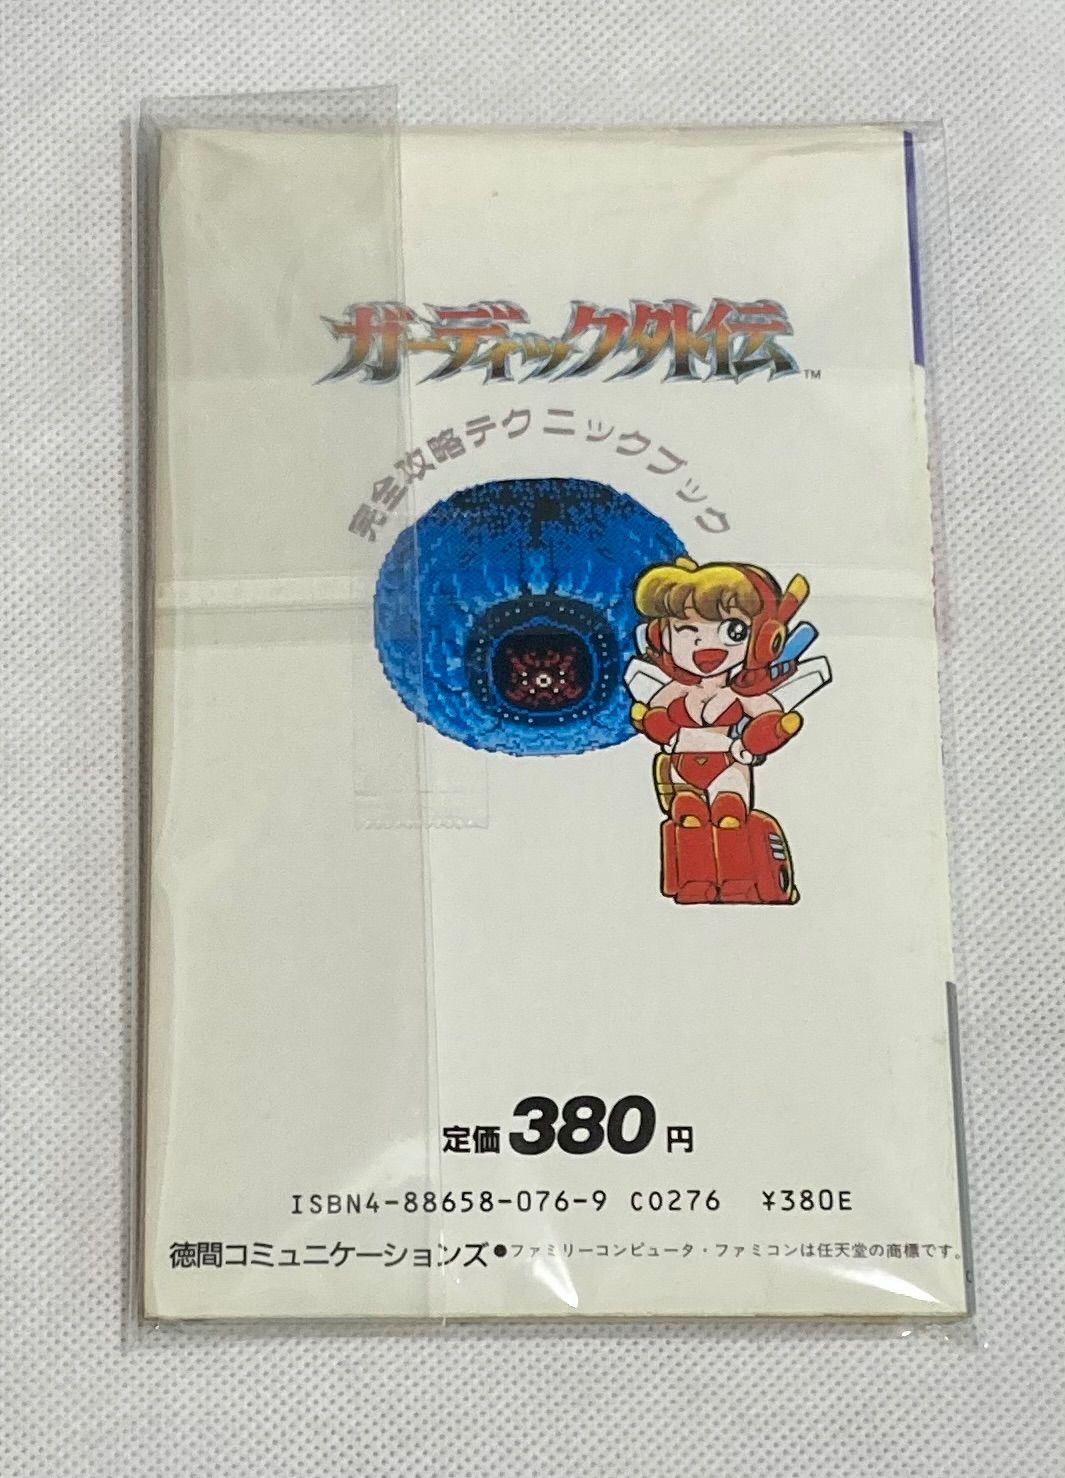 ガーディック外伝™
完全攻略テクニックブック
定価380円
ISBN4-88658-076-9 C0276 ¥380E
徳間コミュニケーションズ●ファミリーコンピュータ・ファミコンは任天堂の商標です。